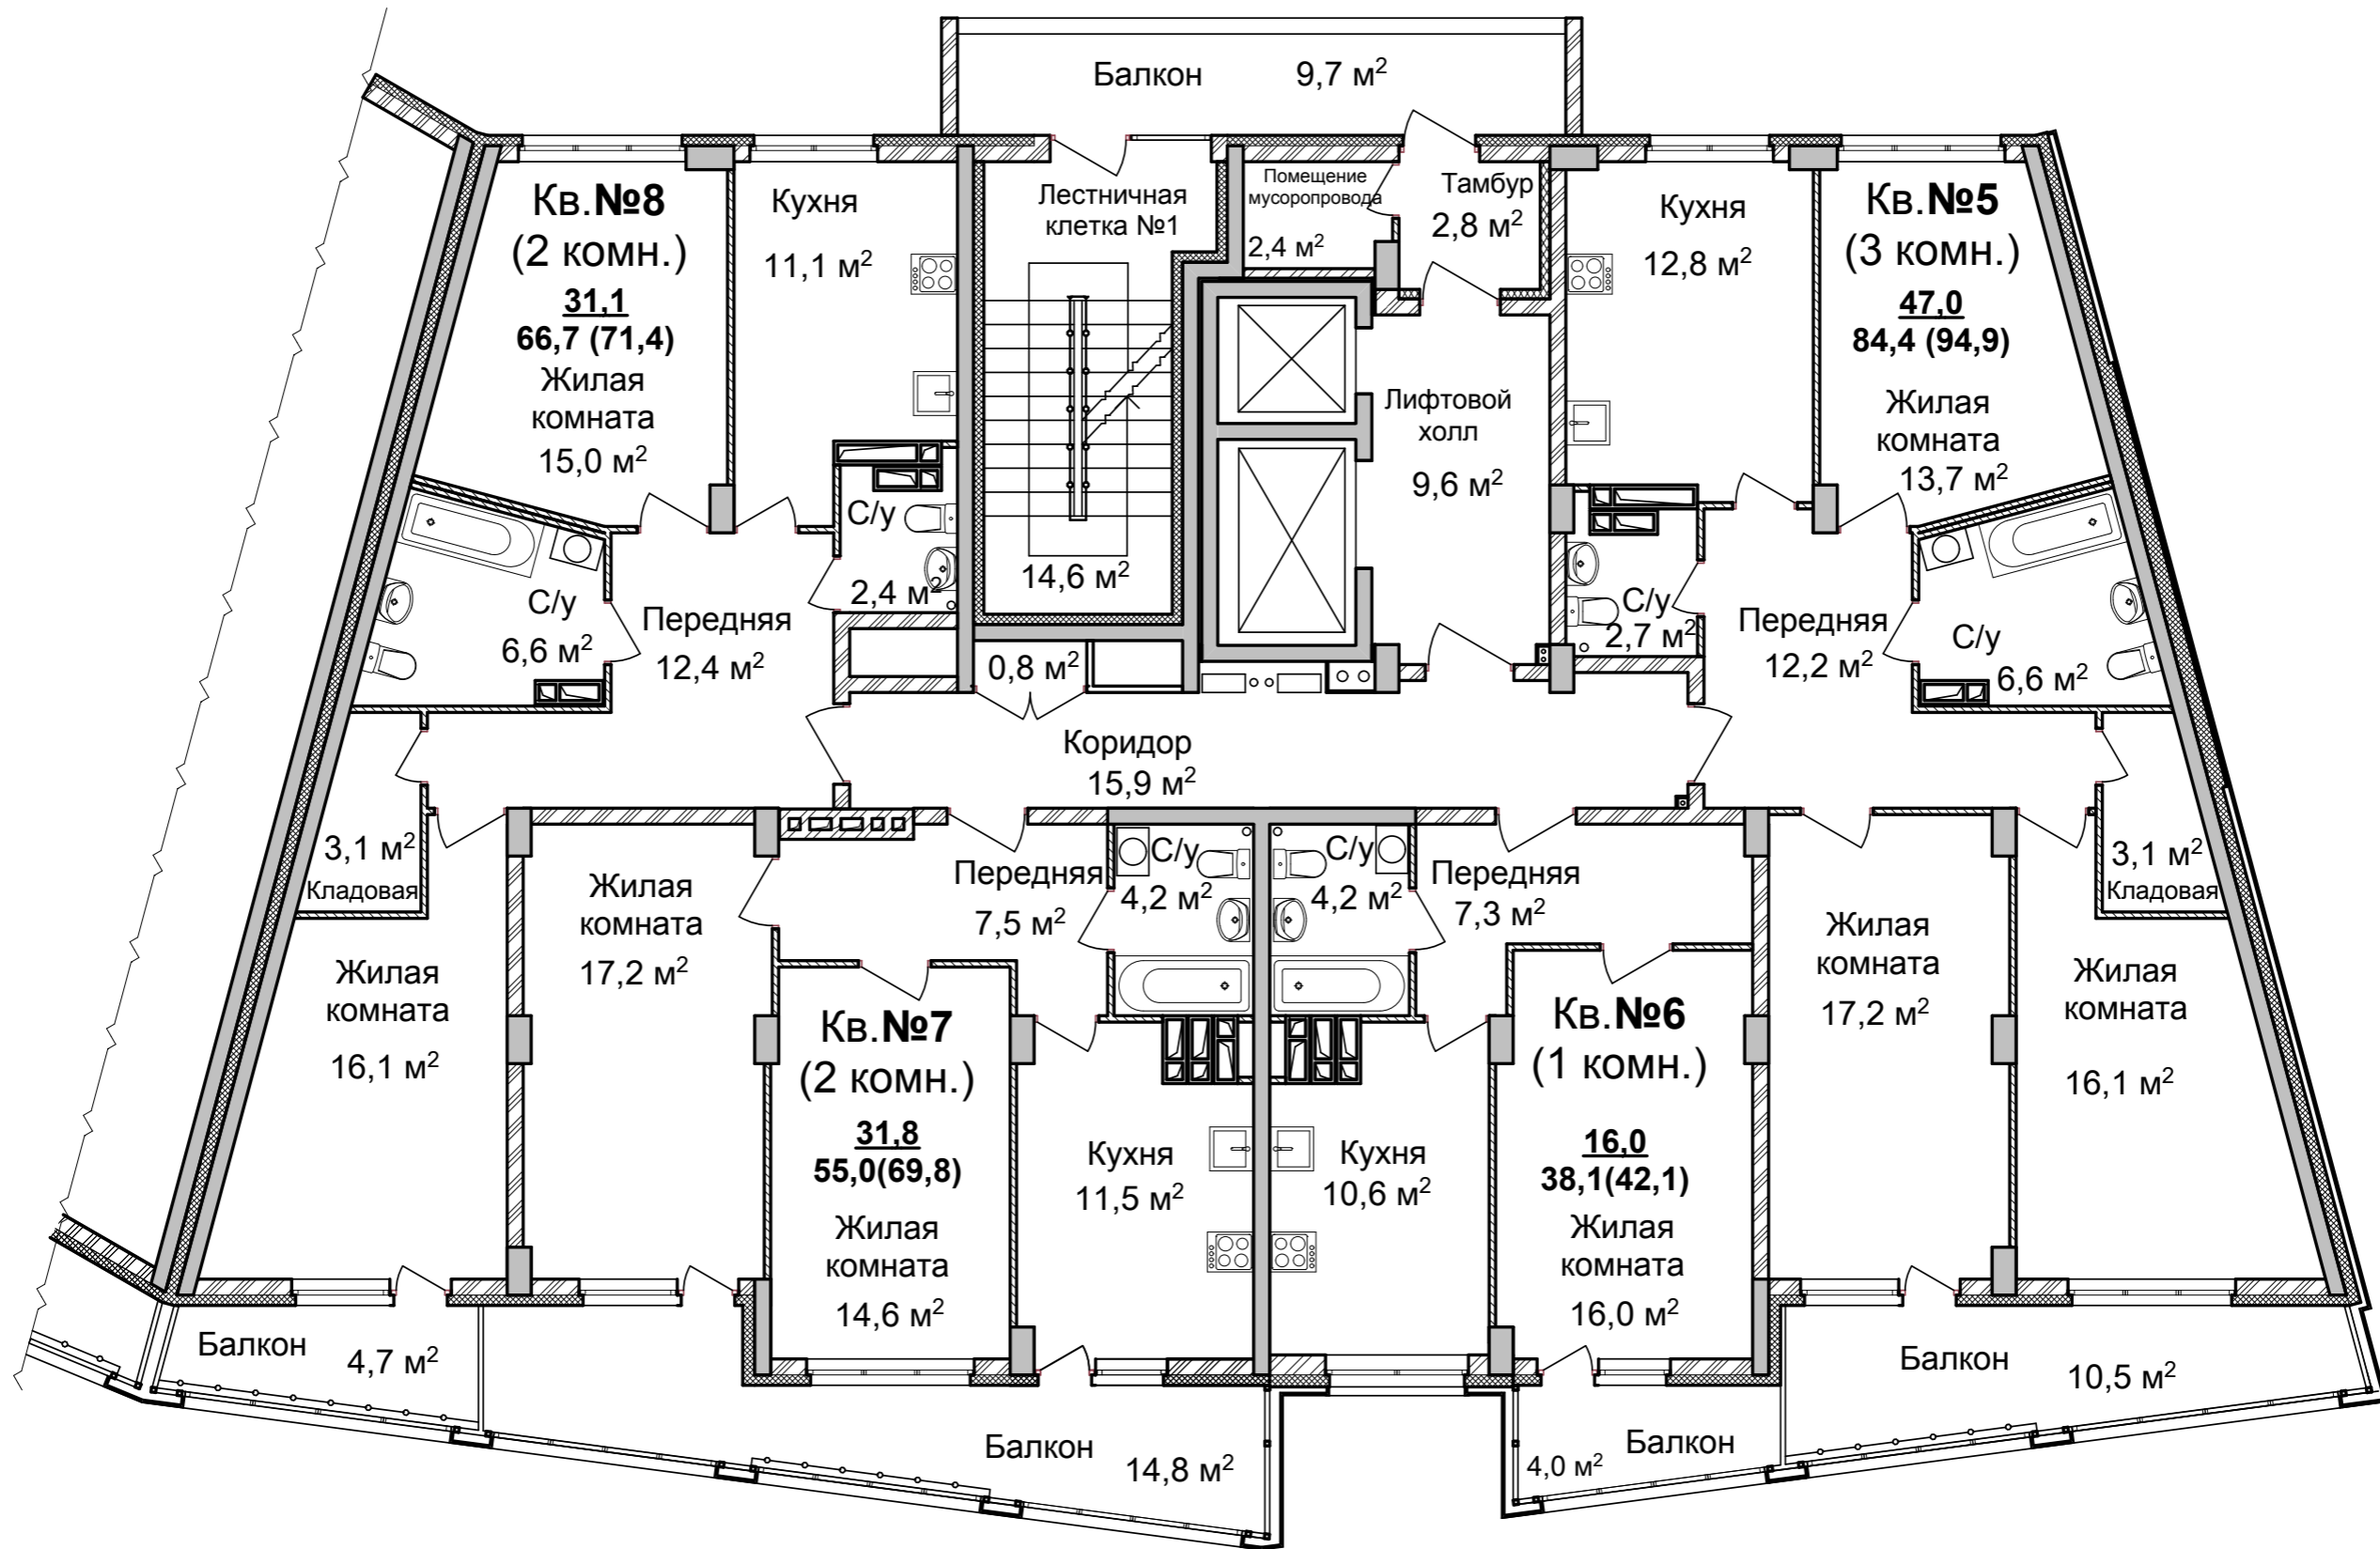 Балкон 9,7 м²
Кв.№8
(2 комн.)
31,1
66,7 (71,4)
Жилая
комната
15,0 м²
Кухня
11,1 м²
Лестничная
клетка №1
14,6 м²
Помещение
мусоропровода
2,4 м²
Тамбур
2,8 м²
Лифтовой
холл
9,6 м²
Кухня
12,8 м²
Кв.№5
(3 комн.)
47,0
84,4 (94,9)
Жилая
комната
13,7 м²
С/у
2,4 м²
С/у
6,6 м²
Передняя
12,4 м²
0,8 м²
С/у
2,7 м²
Передняя
12,2 м²
С/у
6,6 м²
Коридор
15,9 м²
3,1 м²
Кладовая
Жилая
комната
16,1 м²
Жилая
комната
17,2 м²
Передняя
7,5 м²
С/у
4,2 м²
С/у
4,2 м²
Передняя
7,3 м²
Жилая
комната
17,2 м²
3,1 м²
Кладовая
Жилая
комната
16,1 м²
Кв.№7
(2 комн.)
31,8
55,0(69,8)
Жилая
комната
14,6 м²
Кухня
11,5 м²
Кухня
10,6 м²
Кв.№6
(1 комн.)
16,0
38,1(42,1)
Жилая
комната
16,0 м²
Балкон
4,7 м²
Балкон
14,8 м²
Балкон
4,0 м²
Балкон
10,5 м²